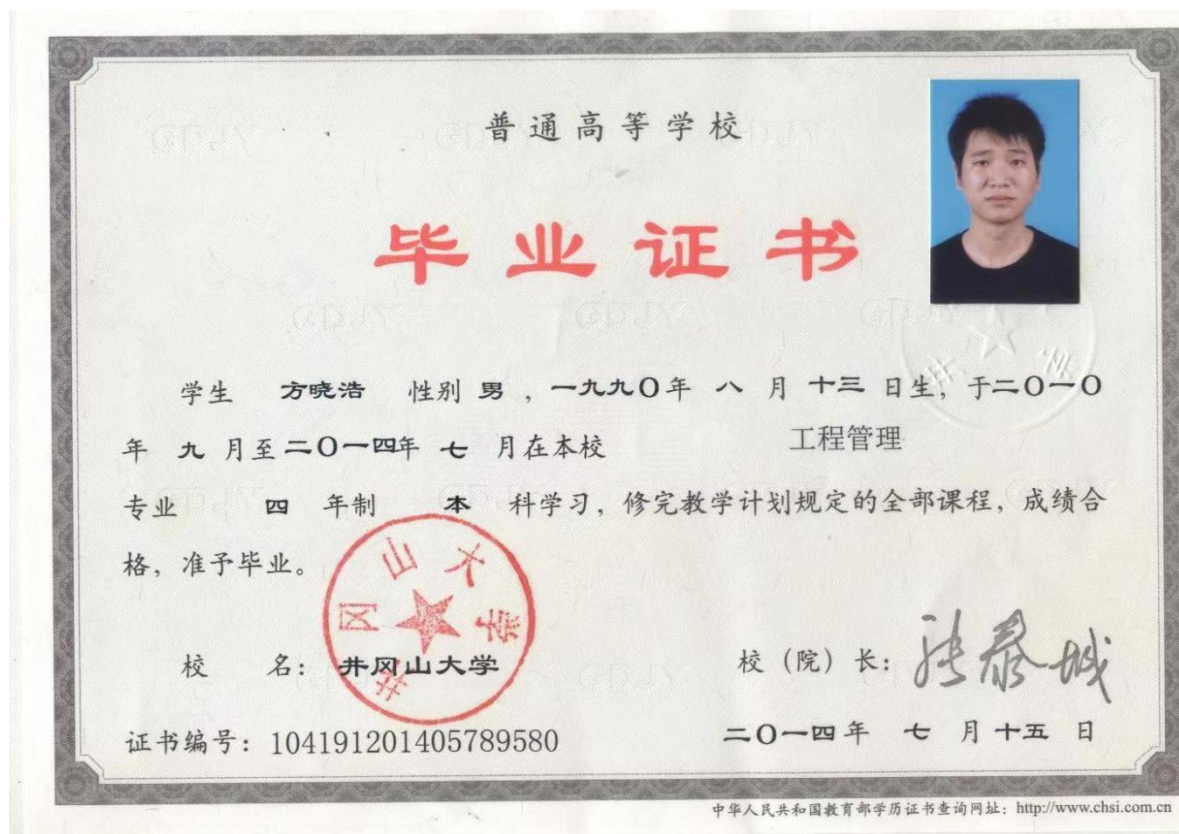 普通高等学校
毕业证书
学生 方晓浩 性别 男 ，一九九〇年 八 月 十三 日生，于二〇一〇
年 九 月至二〇一四年 七 月在本校 工程管理
专业 四 年制 本 科学习，修完教学计划规定的全部课程，成绩合
格，准予毕业。
井冈山大学
校 名：井冈山大学
校（院）长：张泰城
证书编号：104191201405789580
二〇一四年 七 月 十五 日
中华人民共和国教育部学历证书查询网址：http://www.chsi.com.cn